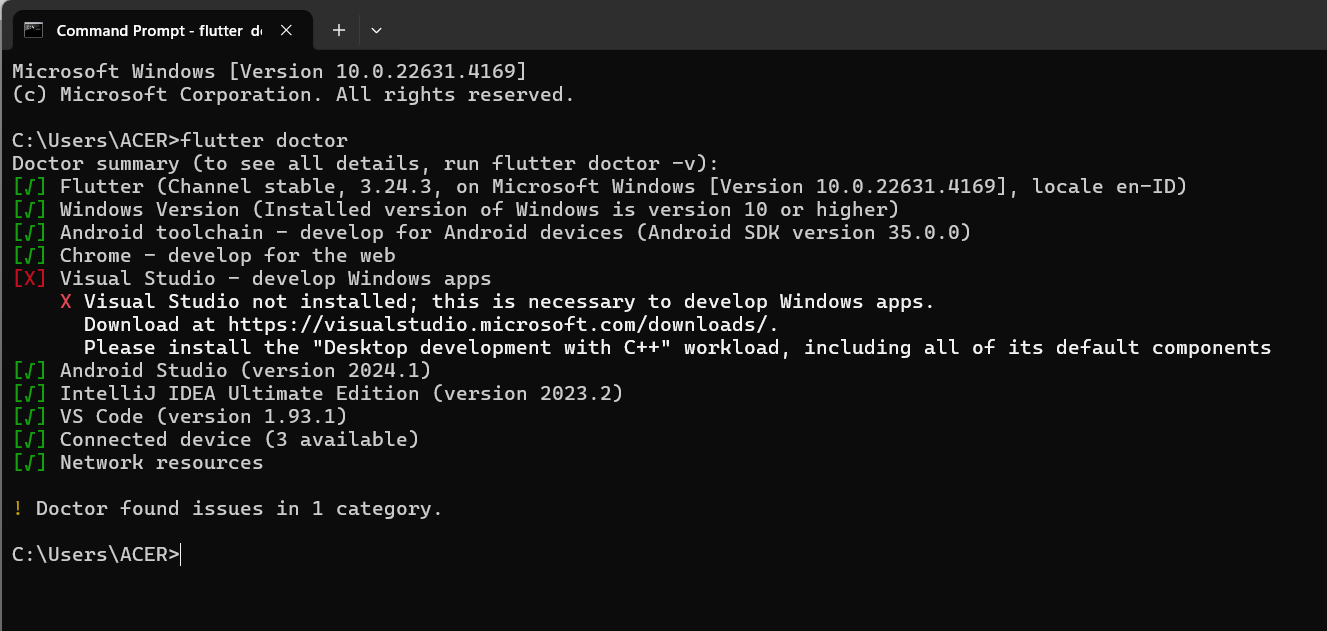 Command Prompt - flutter do
Microsoft Windows [Version 10.0.22631.4169]
(c) Microsoft Corporation. All rights reserved.
C:\Users\ACER>flutter doctor
Doctor summary (to see all details, run flutter doctor -v):
[√] Flutter (Channel stable, 3.24.3, on Microsoft Windows [Version 10.0.22631.4169], locale en-ID)
[√] Windows Version (Installed version of Windows is version 10 or higher)
[√] Android toolchain - develop for Android devices (Android SDK version 35.0.0)
[√] Chrome - develop for the web
[X] Visual Studio - develop Windows apps
X Visual Studio not installed; this is necessary to develop Windows apps.
Download at https://visualstudio.microsoft.com/downloads/.
Please install the "Desktop development with C++" workload, including all of its default components
[√] Android Studio (version 2024.1)
[√] IntelliJ IDEA Ultimate Edition (version 2023.2)
[√] VS Code (version 1.93.1)
[√] Connected device (3 available)
[√] Network resources
! Doctor found issues in 1 category.
C:\Users\ACER>